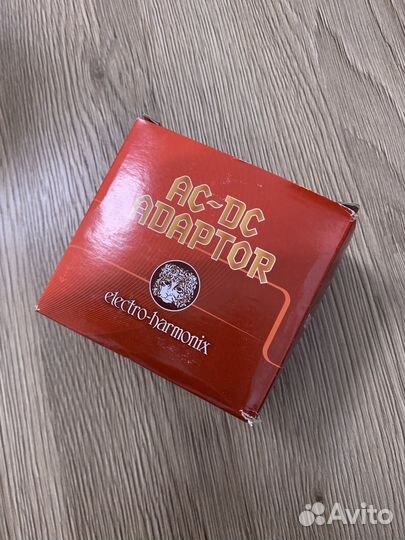 AC~DC
ADAPTOR
electro-harmonix
Avito